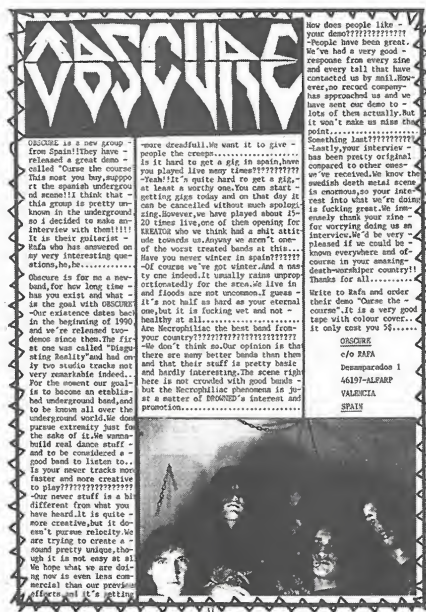 OBSCURE
OBSCURE is a new group -
from Spain!!They have -
released a great demo -
called "Curse the course
This most you buy,suppo
rt the spanish undergrou
nd scene!!I think that -
this group is pretty un-
known in the underground
so i decided to make an-
interview with them!!!!!
It is their guitarist -
Rafa who has answered on
my very interesting que-
ations,he,he............
Obscure is for me a new-
band,for how long time -
has you exist and what -
is the goal with OBSCURE
-Our existence dates back
in the beginning of 1990,
and we've released two-
demos since them.The fir
st one was called "Disgu-
sting Reality"and had on
ly two studio tracks not
very remarkable indeed...
For the moment our goal-
is to become an etablis-
hed underground band,and
to be known all over the
underground world.We dont
pursue extremity just for
the sake of it.We wanna-
build real dance stuff -
and to be considered a -
good band to listen to..
Is your never tracks more
faster and more creative
to play?????????????????
-Our never stuff is a bit
different from what you
have heard.It is quite -
more creative,but it do-
esn't pursue relocity.We
are trying to create a -
sound pretty unique,tho-
ugh it is not easy at all
We hope what we are doi-
ng now is even less com-
mercial than our previous
efforts and it's getting
-more dreadfull.We want it to give -
people the creeps...................
Is it hard to get a gig in spain,have
you played live many times??????????
-Yeah!!It's quite hard to get a gig,-
at least a worthy one.You can start -
getting gigs today and on that day it
can be cancelled without much apologi-
zing.However,we have played about 15-
20 times live,one of then opening for
KREATOR who we think had a shit attit
ude towards us.Anyway we aren't one-
of the worst treated bands at this...
Have you never winter in spain???????
-Of course we've got winter.And a nas
ty one indeed.It usually rains unprop
ortionatedly for the area.We live in
and floods are not uncommon.I guess -
it's not half as hard as your eternal
one,but it is fucking wet and not -
healthy at all.......................
Are Necrophiliac the best band from-
your country?????????????????????????
-We don't think so.Our opinion is that
there are many better bands than them
and that their stuff is pretty basic
and hardly interesting.The scene right
here is not crowded with good bands -
but the Necrophiliac phenomena is ju-
st a matter of DROWNED's interest and
promotion............................
How does people like -
your demo?????????????
-People have been great.
We've had a very good -
response from every zine
and every tall that have
contacted us by mail.How-
ever,no record company-
has approached us and we
have sent our demo to -
lots of them actually.But
it won't make us miss the
point...................
Something last??????????
-Lastly,your interview -
has been pretty original
compared to other ones-
we've received.We know the
swedish death metal scene
is enormous,so your inte-
rest into what we're doing
is fucking great.We imm-
ensely thank your zine -
for worrying doing us an
interview.We'd be very -
pleased if we could be -
known everywhere and of-
course in your amazing-
death-worshiper country!!
Thanks for all..........
Write to Rafa and order
their demo "Curse the -
course".It is a very good
tape with colour cover..
it only cost you 5$......
OBSCURE
c/o RAFA
Desamparados 1
46197-ALFARP
VALENCIA
SPAIN